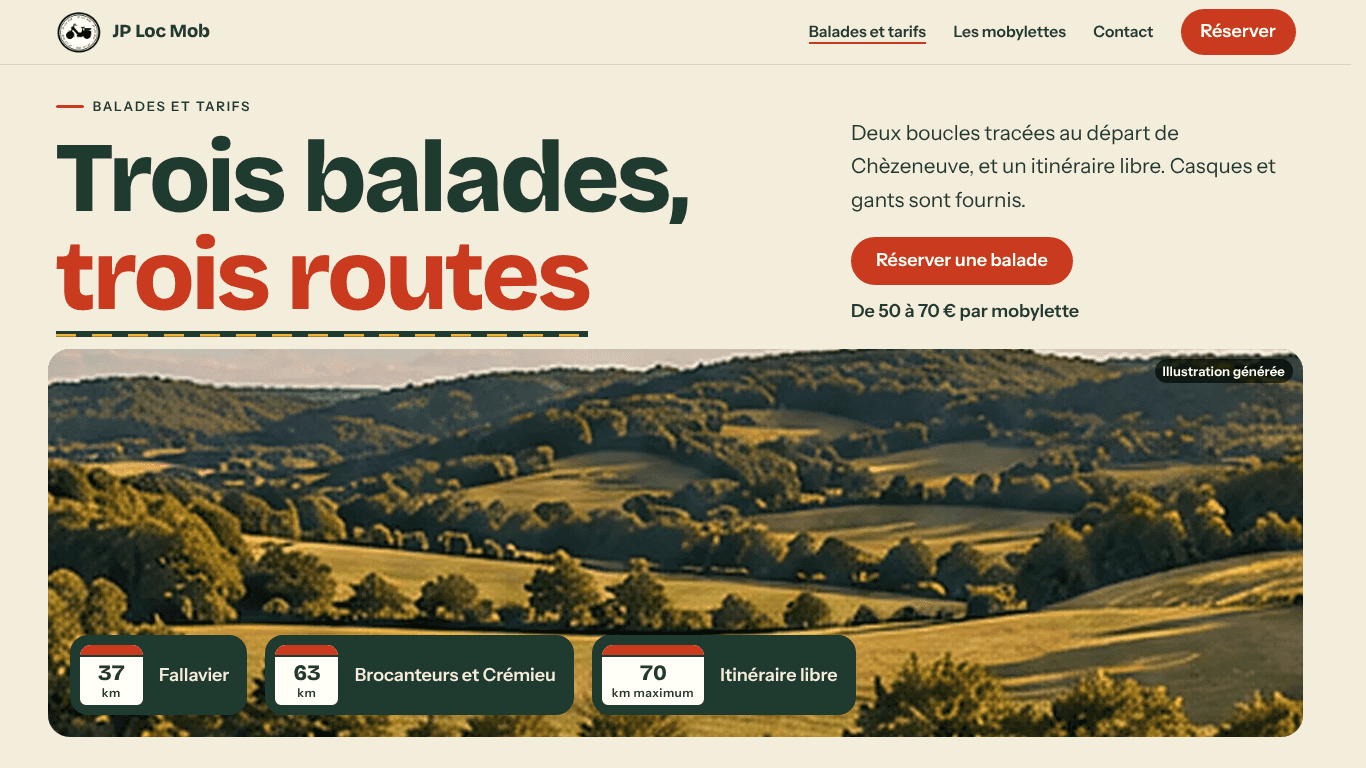 JP Loc Mob
Balades et tarifs
Les mobylettes
Contact
Réserver
BALADES ET TARIFS
Trois balades,
trois routes
Deux boucles tracées au départ de
Chèzeneuve, et un itinéraire libre. Casques et
gants sont fournis.
Réserver une balade
De 50 à 70 € par mobylette
Illustration générée
37
km
Fallavier
63
km
Brocanteurs et Crémieu
70
km maximum
Itinéraire libre